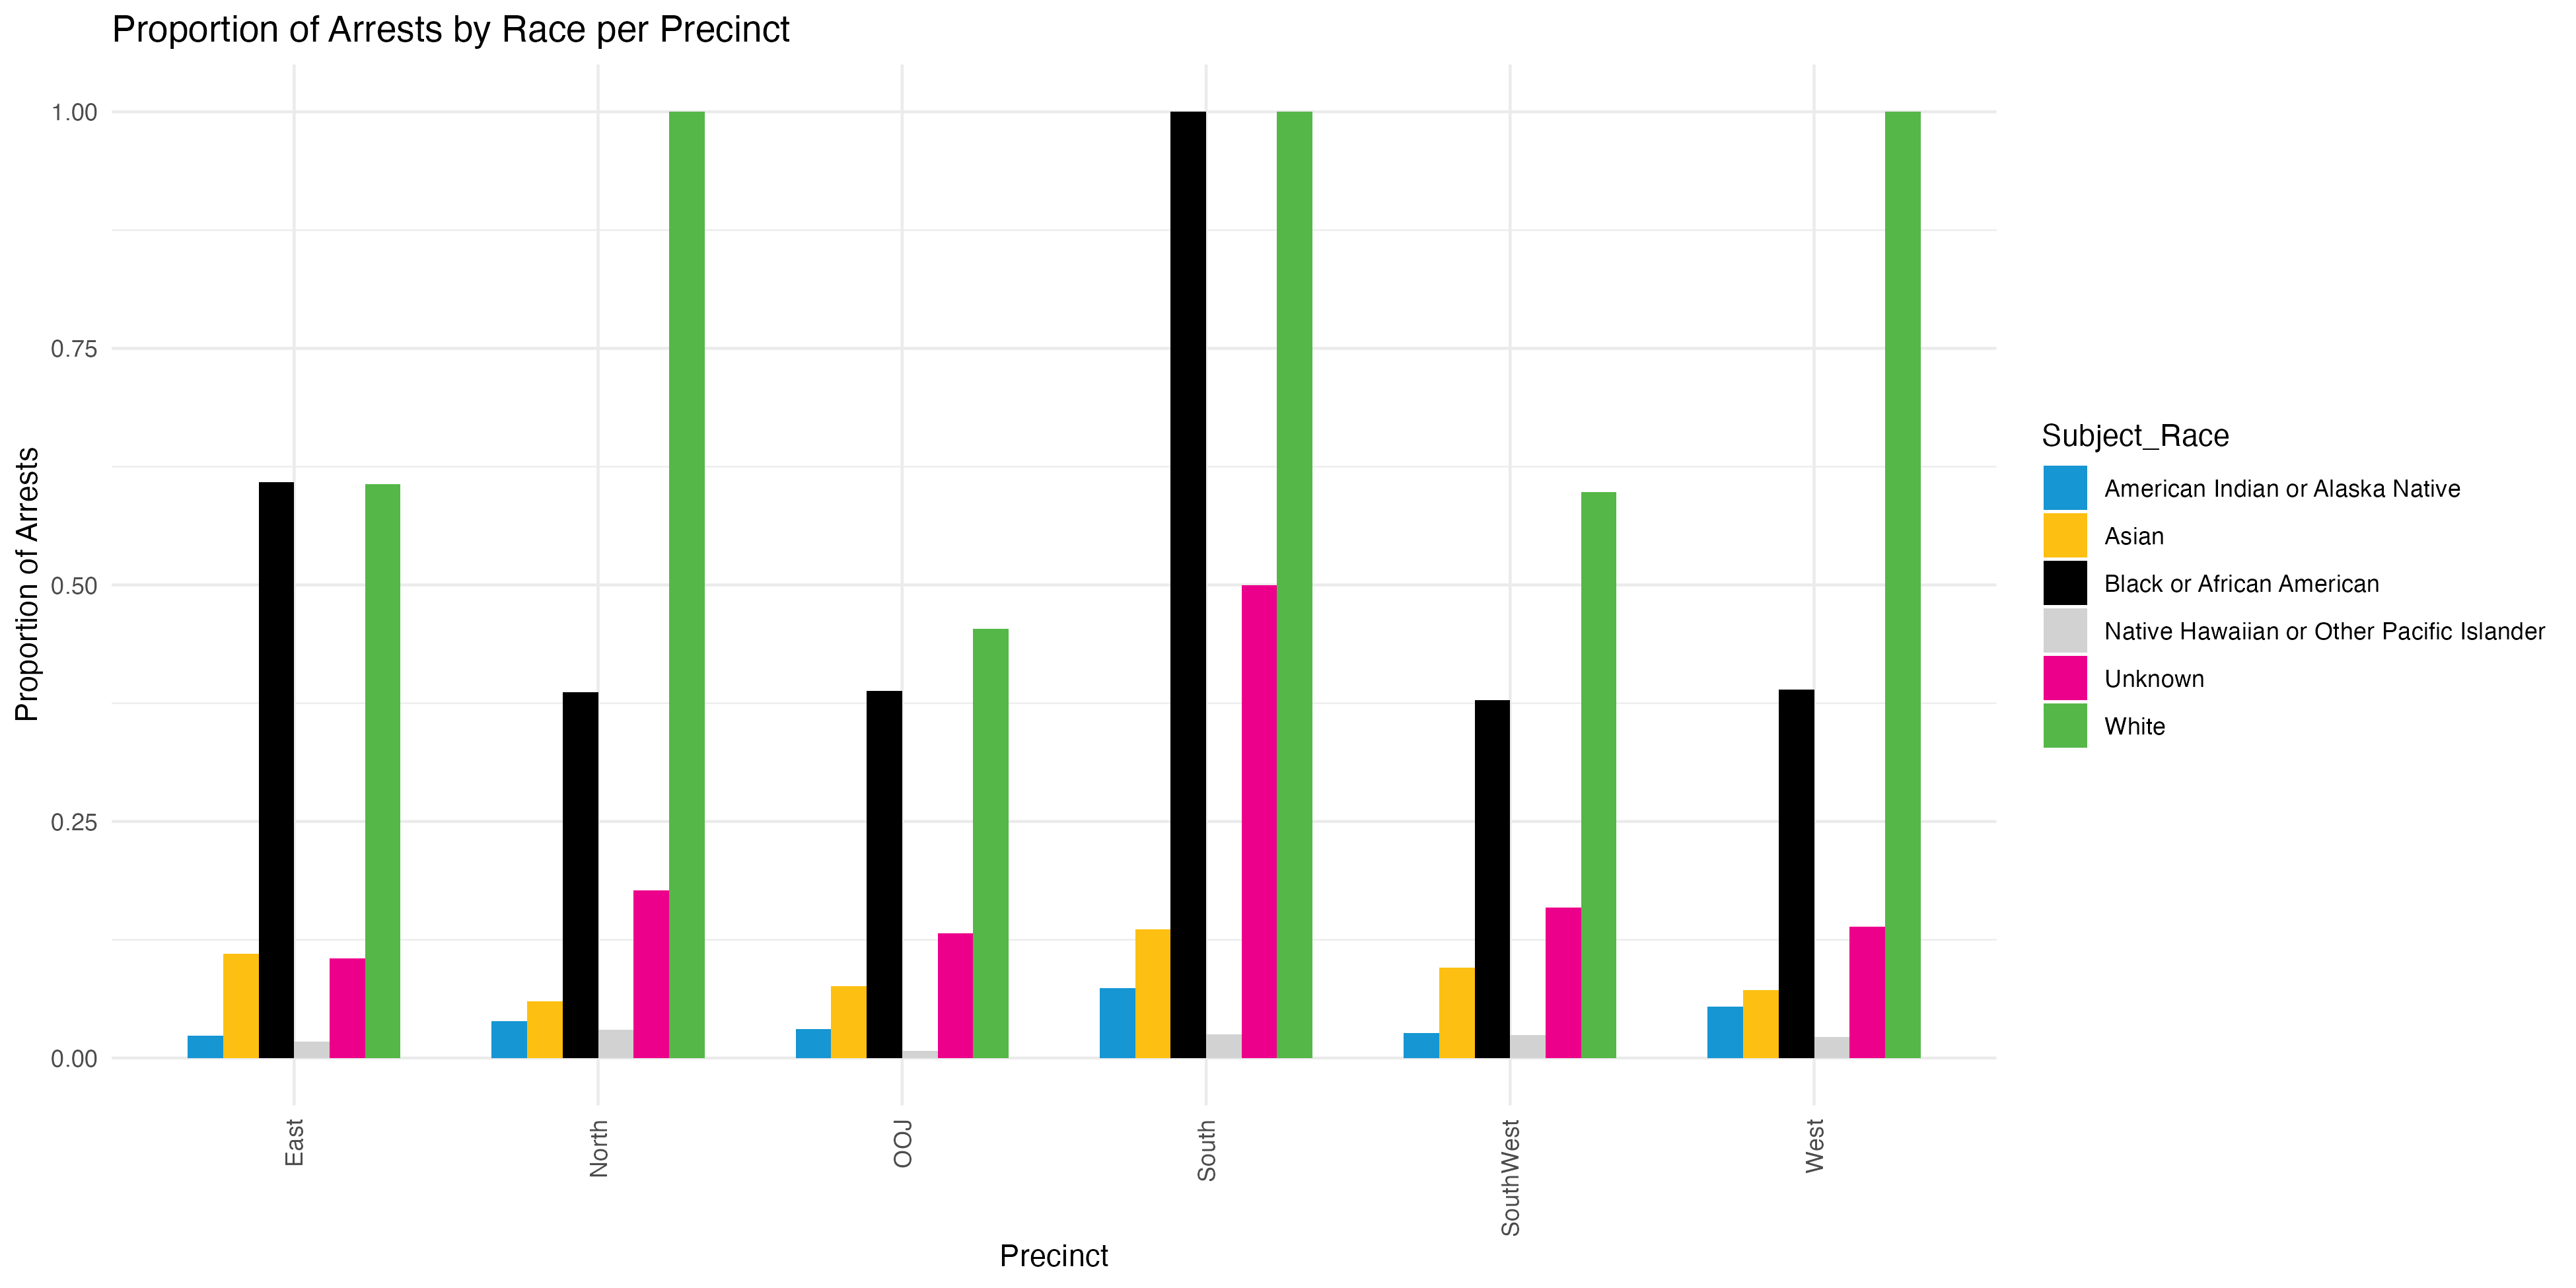 Proportion of Arrests by Race per Precinct
Proportion of Arrests
1.00
0.75
0.50
0.25
0.00
East
North
OOJ
South
SouthWest
West
Precinct
Subject_Race
American Indian or Alaska Native
Asian
Black or African American
Native Hawaiian or Other Pacific Islander
Unknown
White